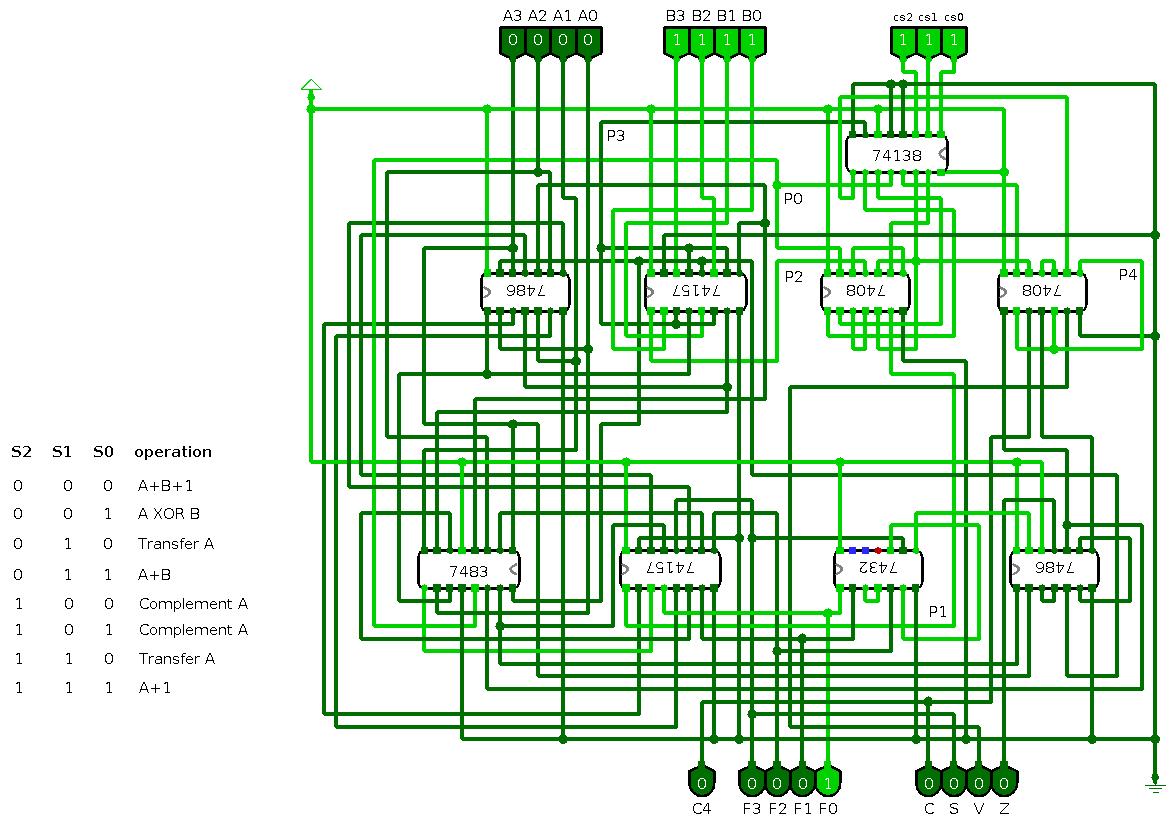 A3 A2 A1 A0 B3 B2 B1 B0 cs2 cs1 cs0
0 0 0 0 1 1 1 1 1 1 1
P3
74138
P0
P2 P4
7486 74157 7408 7408
S2 S1 S0 operation
0 0 0 A+B+1
0 0 1 A XOR B
0 1 0 Transfer A
0 1 1 A+B
1 0 0 Complement A
1 0 1 Complement A
1 1 0 Transfer A
1 1 1 A+1
7483 74157 7432 7486
P1
0 0 0 0 1 0 0 0 0
C4 F3 F2 F1 F0 C S V Z